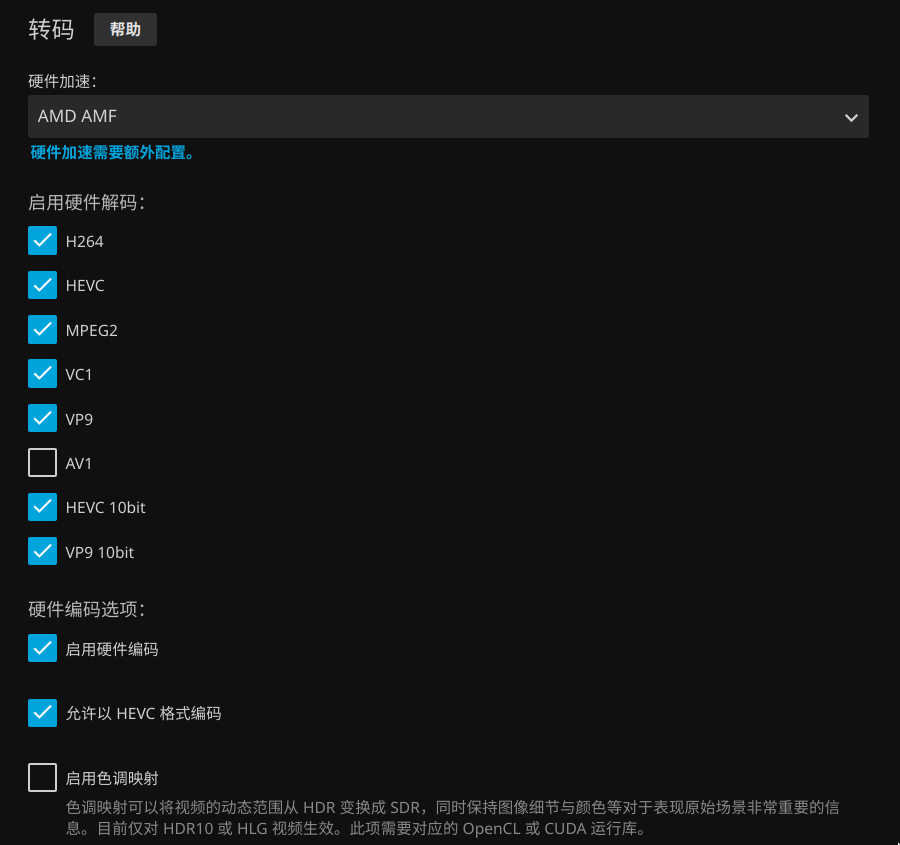 转码 帮助
硬件加速：
AMD AMF
硬件加速需要额外配置。
启用硬件解码：
H264
HEVC
MPEG2
VC1
VP9
AV1
HEVC 10bit
VP9 10bit
硬件编码选项：
启用硬件编码
允许以 HEVC 格式编码
启用色调映射
色调映射可以将视频的动态范围从 HDR 变换成 SDR，同时保持图像细节与颜色等对于表现原始场景非常重要的信
息。目前仅对 HDR10 或 HLG 视频生效。此项需要对应的 OpenCL 或 CUDA 运行库。